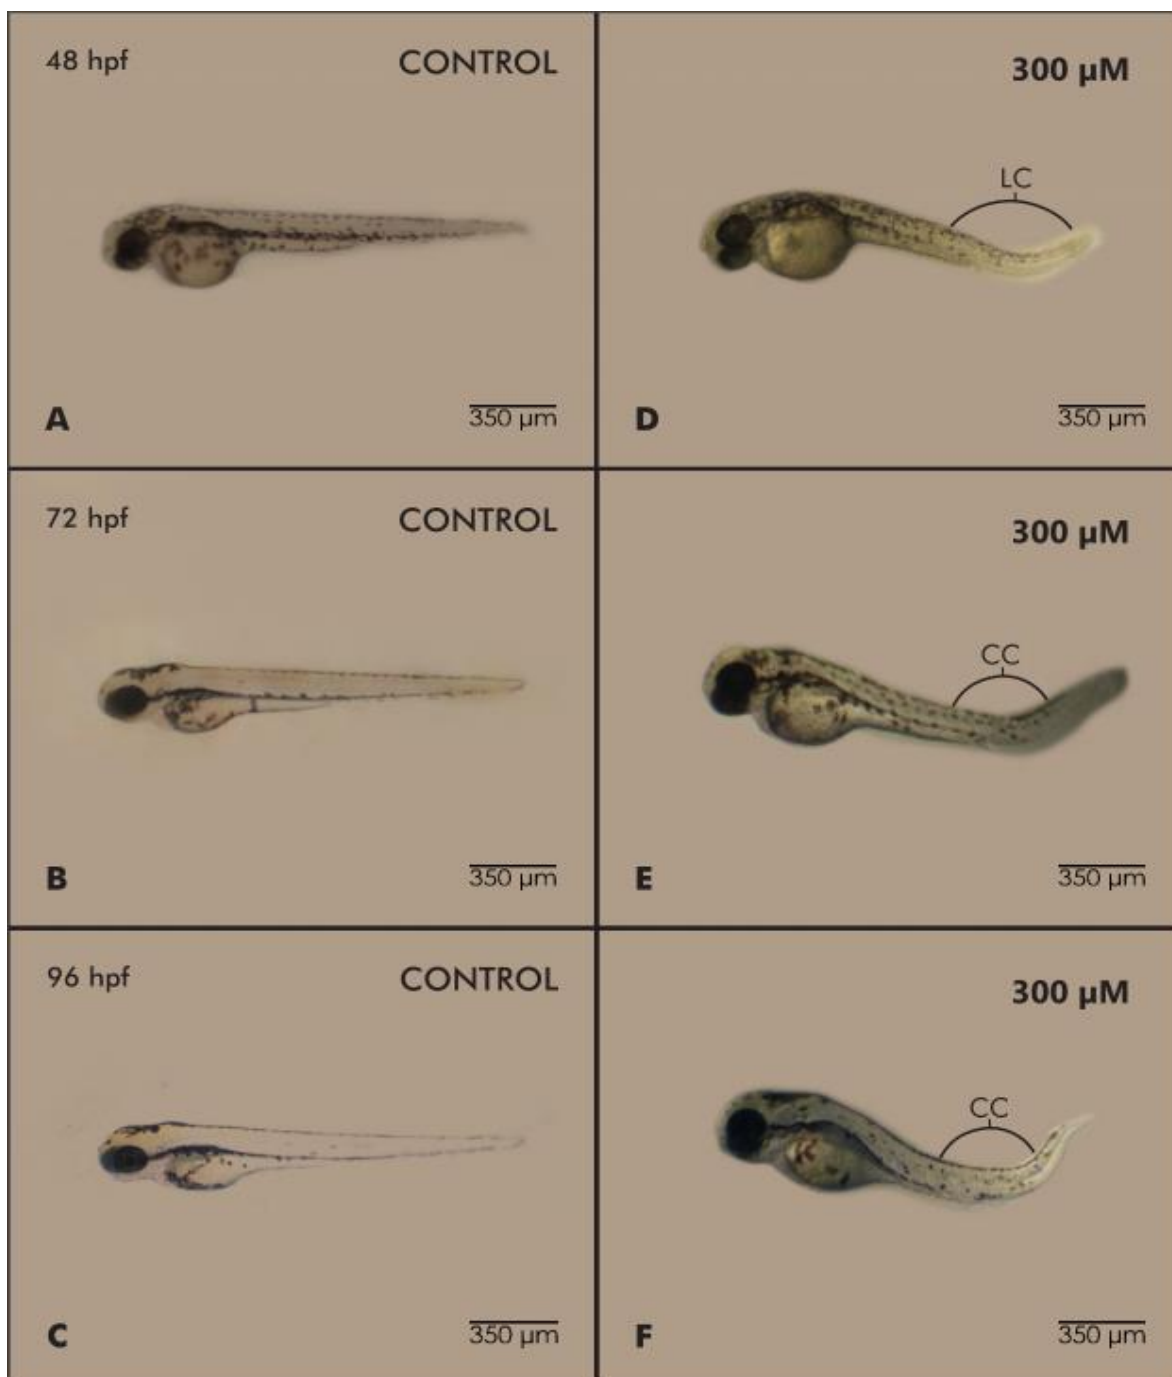 48 hpf CONTROL
300 µM
LC
A
350 µm
D
350 µm
72 hpf CONTROL
300 µM
CC
B
350 µm
E
350 µm
96 hpf CONTROL
300 µM
CC
C
350 µm
F
350 µm